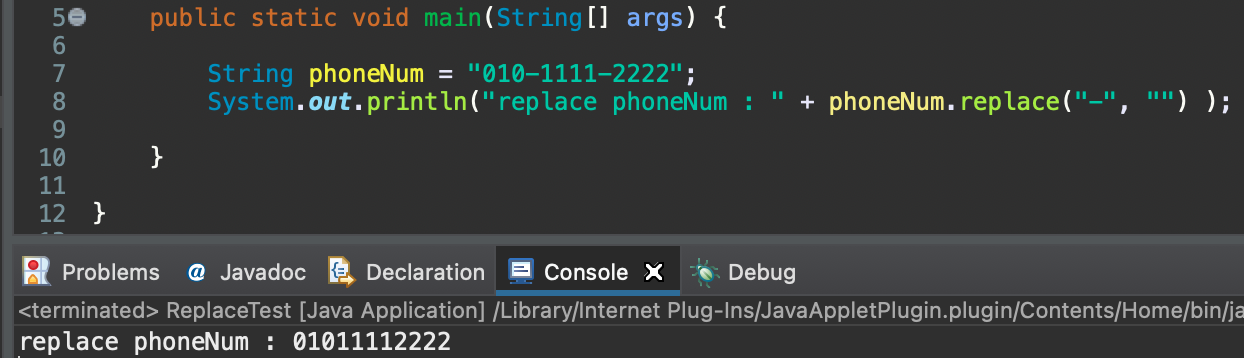 5 public static void main(String[] args) {
6
7 String phoneNum = "010-1111-2222";
8 System.out.println("replace phoneNum : " + phoneNum.replace("-", "") );
9
10 }
11
12 }
Problems @ Javadoc Declaration Console Debug
<terminated> ReplaceTest [Java Application] /Library/Internet Plug-Ins/JavaAppletPlugin.plugin/Contents/Home/bin/ja
replace phoneNum : 01011112222